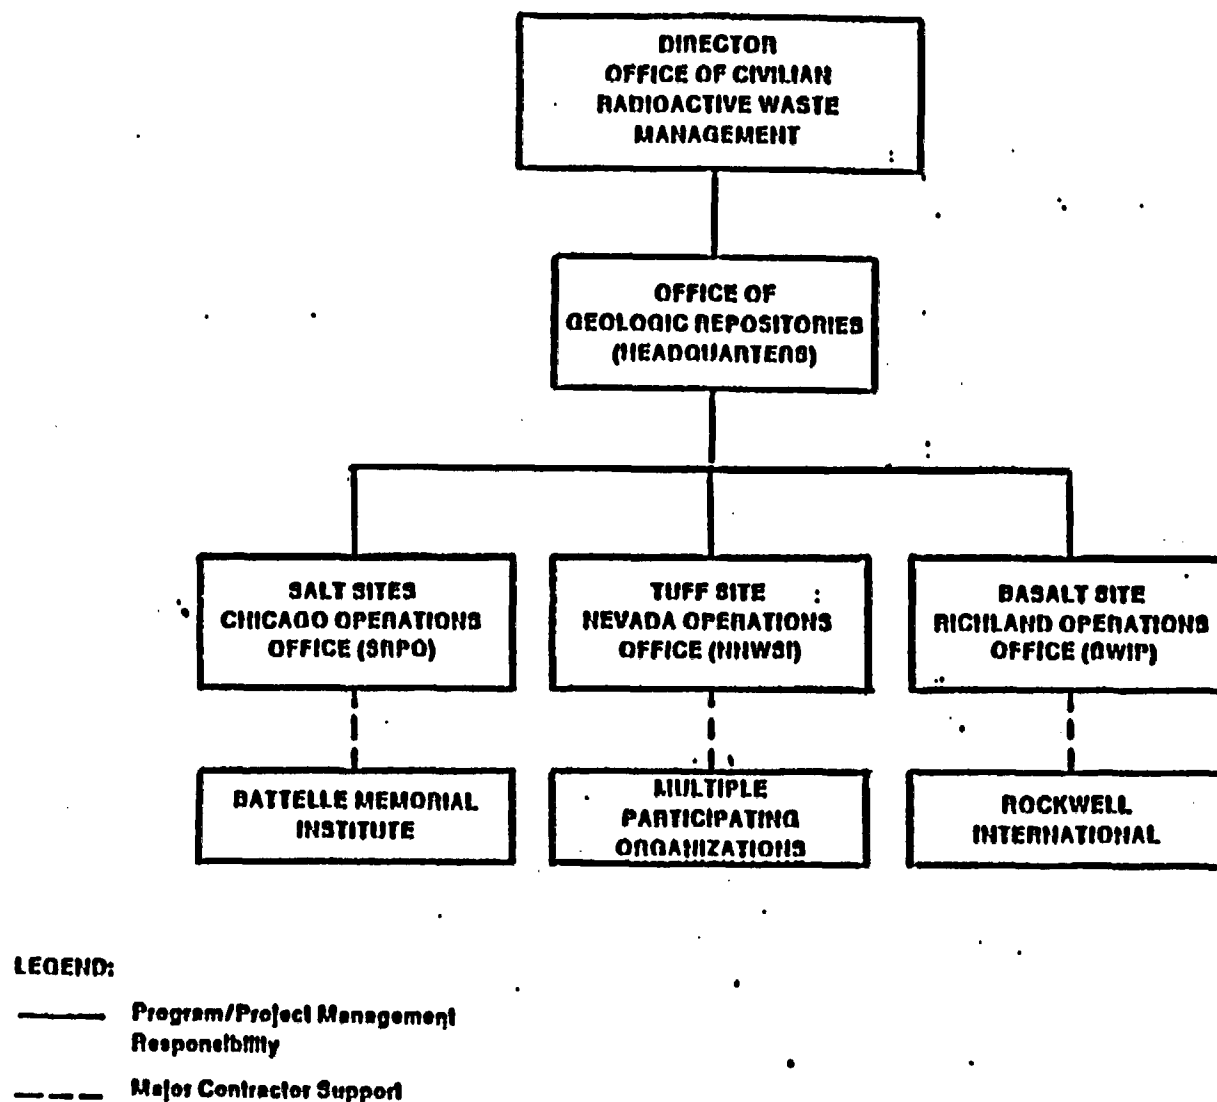 DIRECTOR
OFFICE OF CIVILIAN
RADIOACTIVE WASTE
MANAGEMENT
OFFICE OF
GEOLOGIC REPOSITORIES
(HEADQUARTERS)
SALT SITES
CHICAGO OPERATIONS
OFFICE (SRPO)
TUFF SITE
NEVADA OPERATIONS
OFFICE (NNWSI)
BASALT SITE
RICHLAND OPERATIONS
OFFICE (BWIP)
BATTELLE MEMORIAL
INSTITUTE
MULTIPLE
PARTICIPATING
ORGANIZATIONS
ROCKWELL
INTERNATIONAL
LEGEND:
Program/Project Management
Responsibility
Major Contractor Support